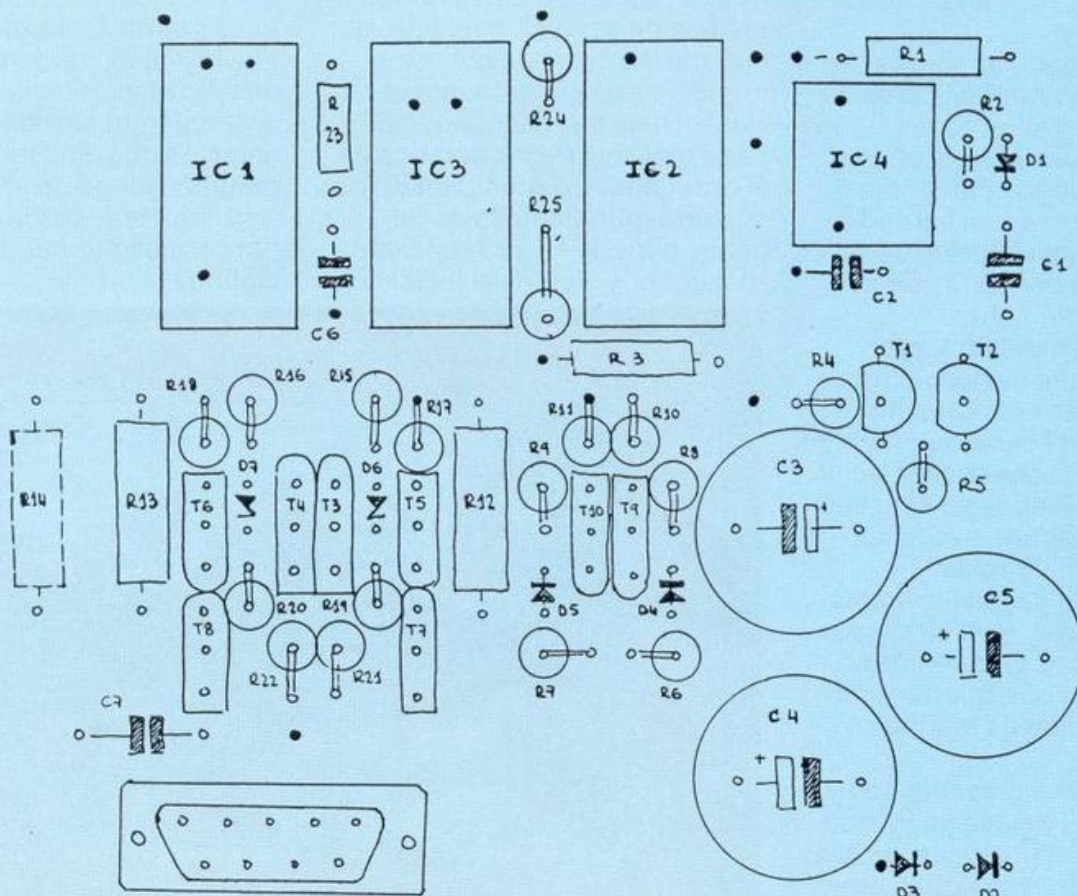 R1
R2
R
23
R24
D1
IC1
IC3
IC2
IC4
R25
C1
C2
C6
R3
R4
T1
T2
R18
R16
R15
R17
R11
R10
C3
R9
R8
D7
D6
R5
R14
R13
T6
T4
T3
T5
R12
T10
T9
C5
R20
R19
D5
D4
T8
T7
R22
R21
R7
R6
C7
C4
+
+
+
D3
D2